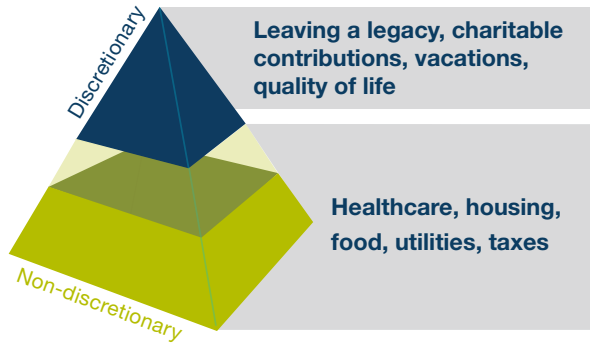 Discretionary
Leaving a legacy, charitable
contributions, vacations,
quality of life
Healthcare, housing,
food, utilities, taxes
Non-discretionary